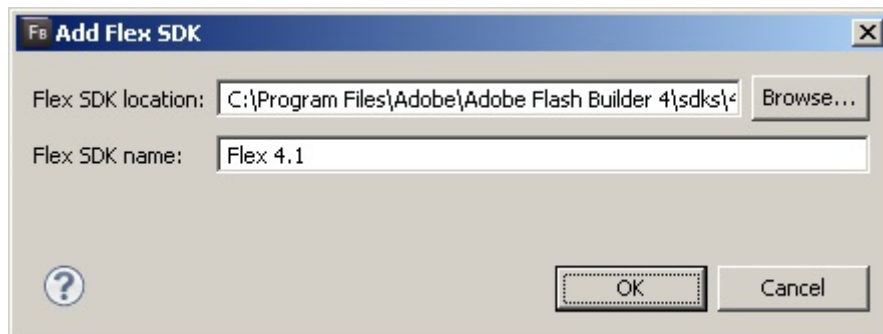 FB Add Flex SDK
Flex SDK location: C:\Program Files\Adobe\Adobe Flash Builder 4\sdks\ Browse...
Flex SDK name: Flex 4.1
?
OK Cancel